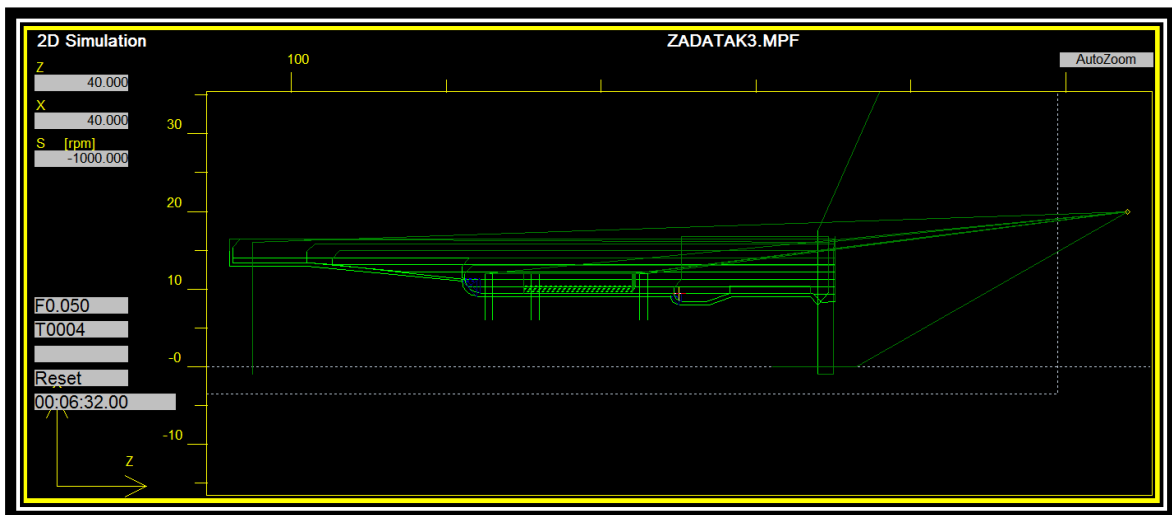 2D Simulation ZADATAK3.MPF
100 AutoZoom
Z
40.000
X
40.000
S [rpm]
-1000.000
30
20
10
-0
-10
F0.050
T0004
Reset
00:06:32.00
X
Z